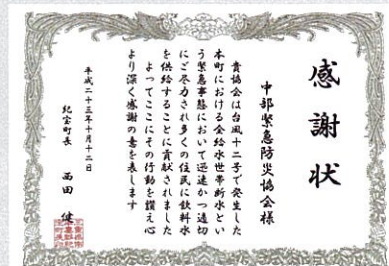 感謝状
中部緊急防災協会様
貴協会は台風十二号で発生した
本町における全給水世帯断水とい
う緊急事態において迅速かつ適切
にご尽力され多くの住民に飲料水
を供給することに貢献されました
よってここにその行動を讃え心
より深く感謝の意を表します
平成二十三年十月十二日
紀宝町長 西田 健